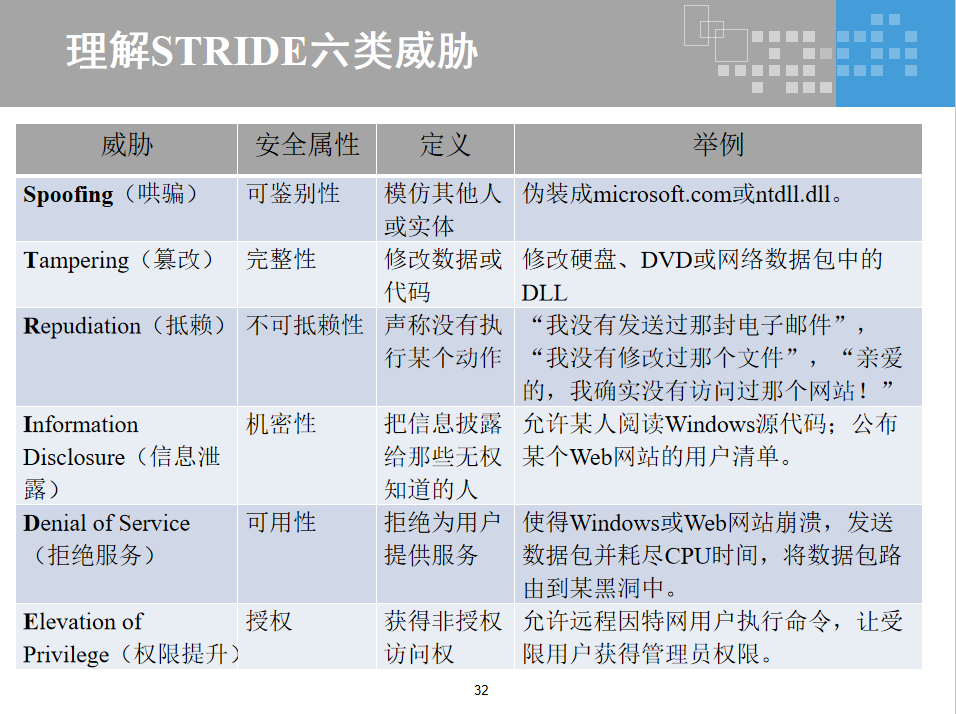 理解STRIDE六类威胁
威胁
安全属性
定义
举例
Spoofing（哄骗）
可鉴别性
模仿其他人
或实体
伪装成microsoft.com或ntdll.dll。
Tampering（篡改）
完整性
修改数据或
代码
修改硬盘、DVD或网络数据包中的
DLL
Repudiation（抵赖）
不可抵赖性
声称没有执
行某个动作
“我没有发送过那封电子邮件”，
“我没有修改过那个文件”，“亲爱
的，我确实没有访问过那个网站！”
Information
Disclosure（信息泄
露）
机密性
把信息披露
给那些无权
知道的人
允许某人阅读Windows源代码；公布
某个Web网站的用户清单。
Denial of Service
（拒绝服务）
可用性
拒绝为用户
提供服务
使得Windows或Web网站崩溃，发送
数据包并耗尽CPU时间，将数据包路
由到某黑洞中。
Elevation of
Privilege（权限提升）
授权
获得非授权
访问权
允许远程因特网用户执行命令，让受
限用户获得管理员权限。
32